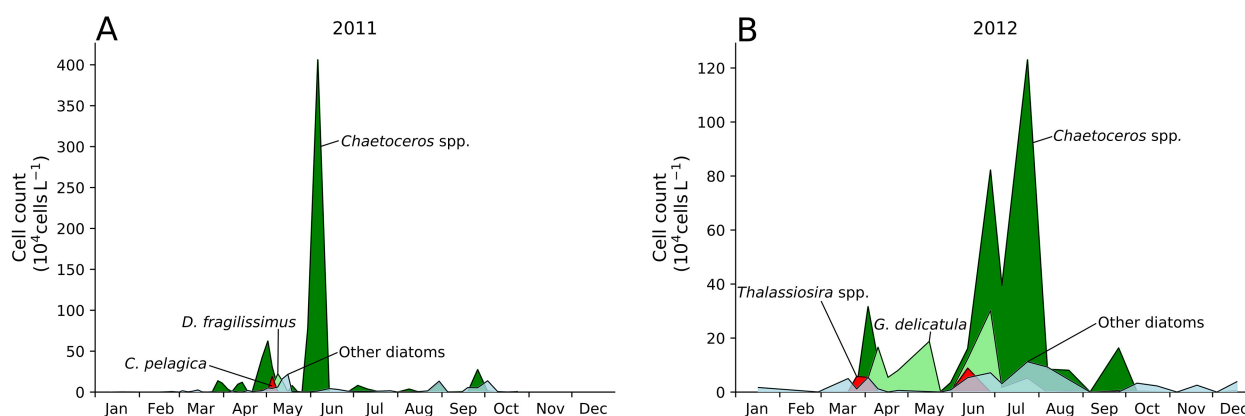 A
2011
400
350
300
250
200
150
100
50
0
Cell count
(10⁴cells L⁻¹)
Chaetoceros spp.
D. fragilissimus
C. pelagica
Other diatoms
Jan Feb Mar Apr May Jun Jul Aug Sep Oct Nov Dec
B
2012
120
100
80
60
40
20
0
Cell count
(10⁴cells L⁻¹)
Chaetoceros spp.
Thalassiosira spp.
G. delicatula
Other diatoms
Jan Feb Mar Apr May Jun Jul Aug Sep Oct Nov Dec